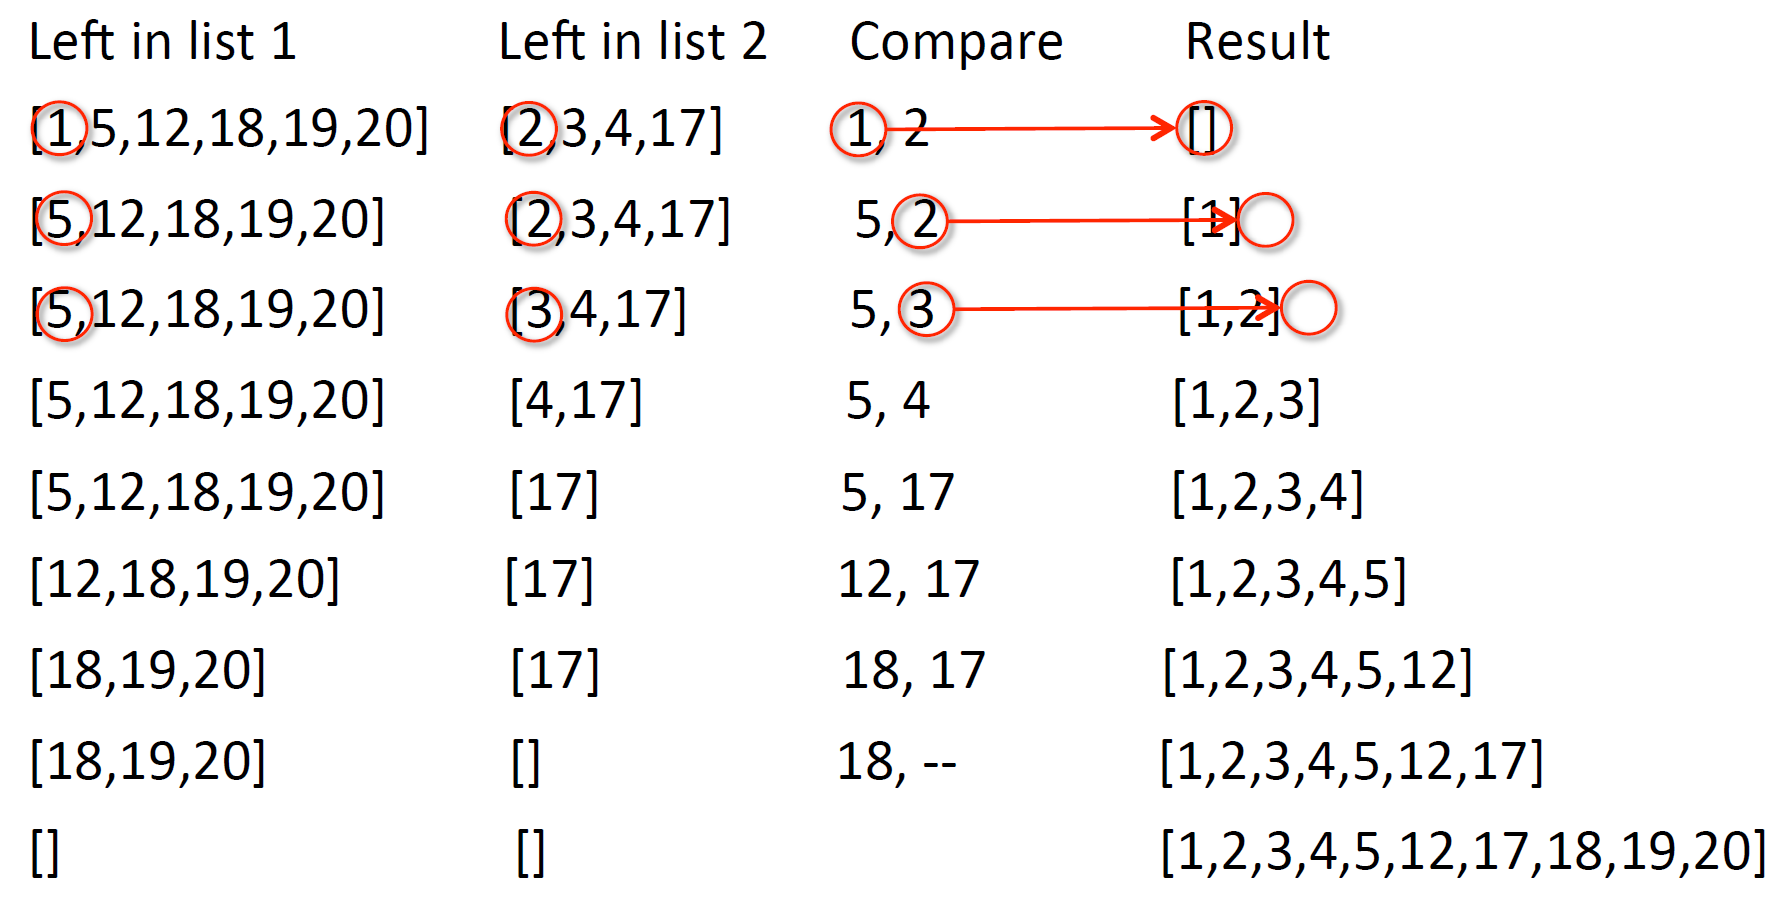 Left in list 1 Left in list 2 Compare Result
[1,5,12,18,19,20] [2,3,4,17] 1, 2 []
[5,12,18,19,20] [2,3,4,17] 5, 2 [1]
[5,12,18,19,20] [3,4,17] 5, 3 [1,2]
[5,12,18,19,20] [4,17] 5, 4 [1,2,3]
[5,12,18,19,20] [17] 5, 17 [1,2,3,4]
[12,18,19,20] [17] 12, 17 [1,2,3,4,5]
[18,19,20] [17] 18, 17 [1,2,3,4,5,12]
[18,19,20] [] 18, -- [1,2,3,4,5,12,17]
[] [] [1,2,3,4,5,12,17,18,19,20]